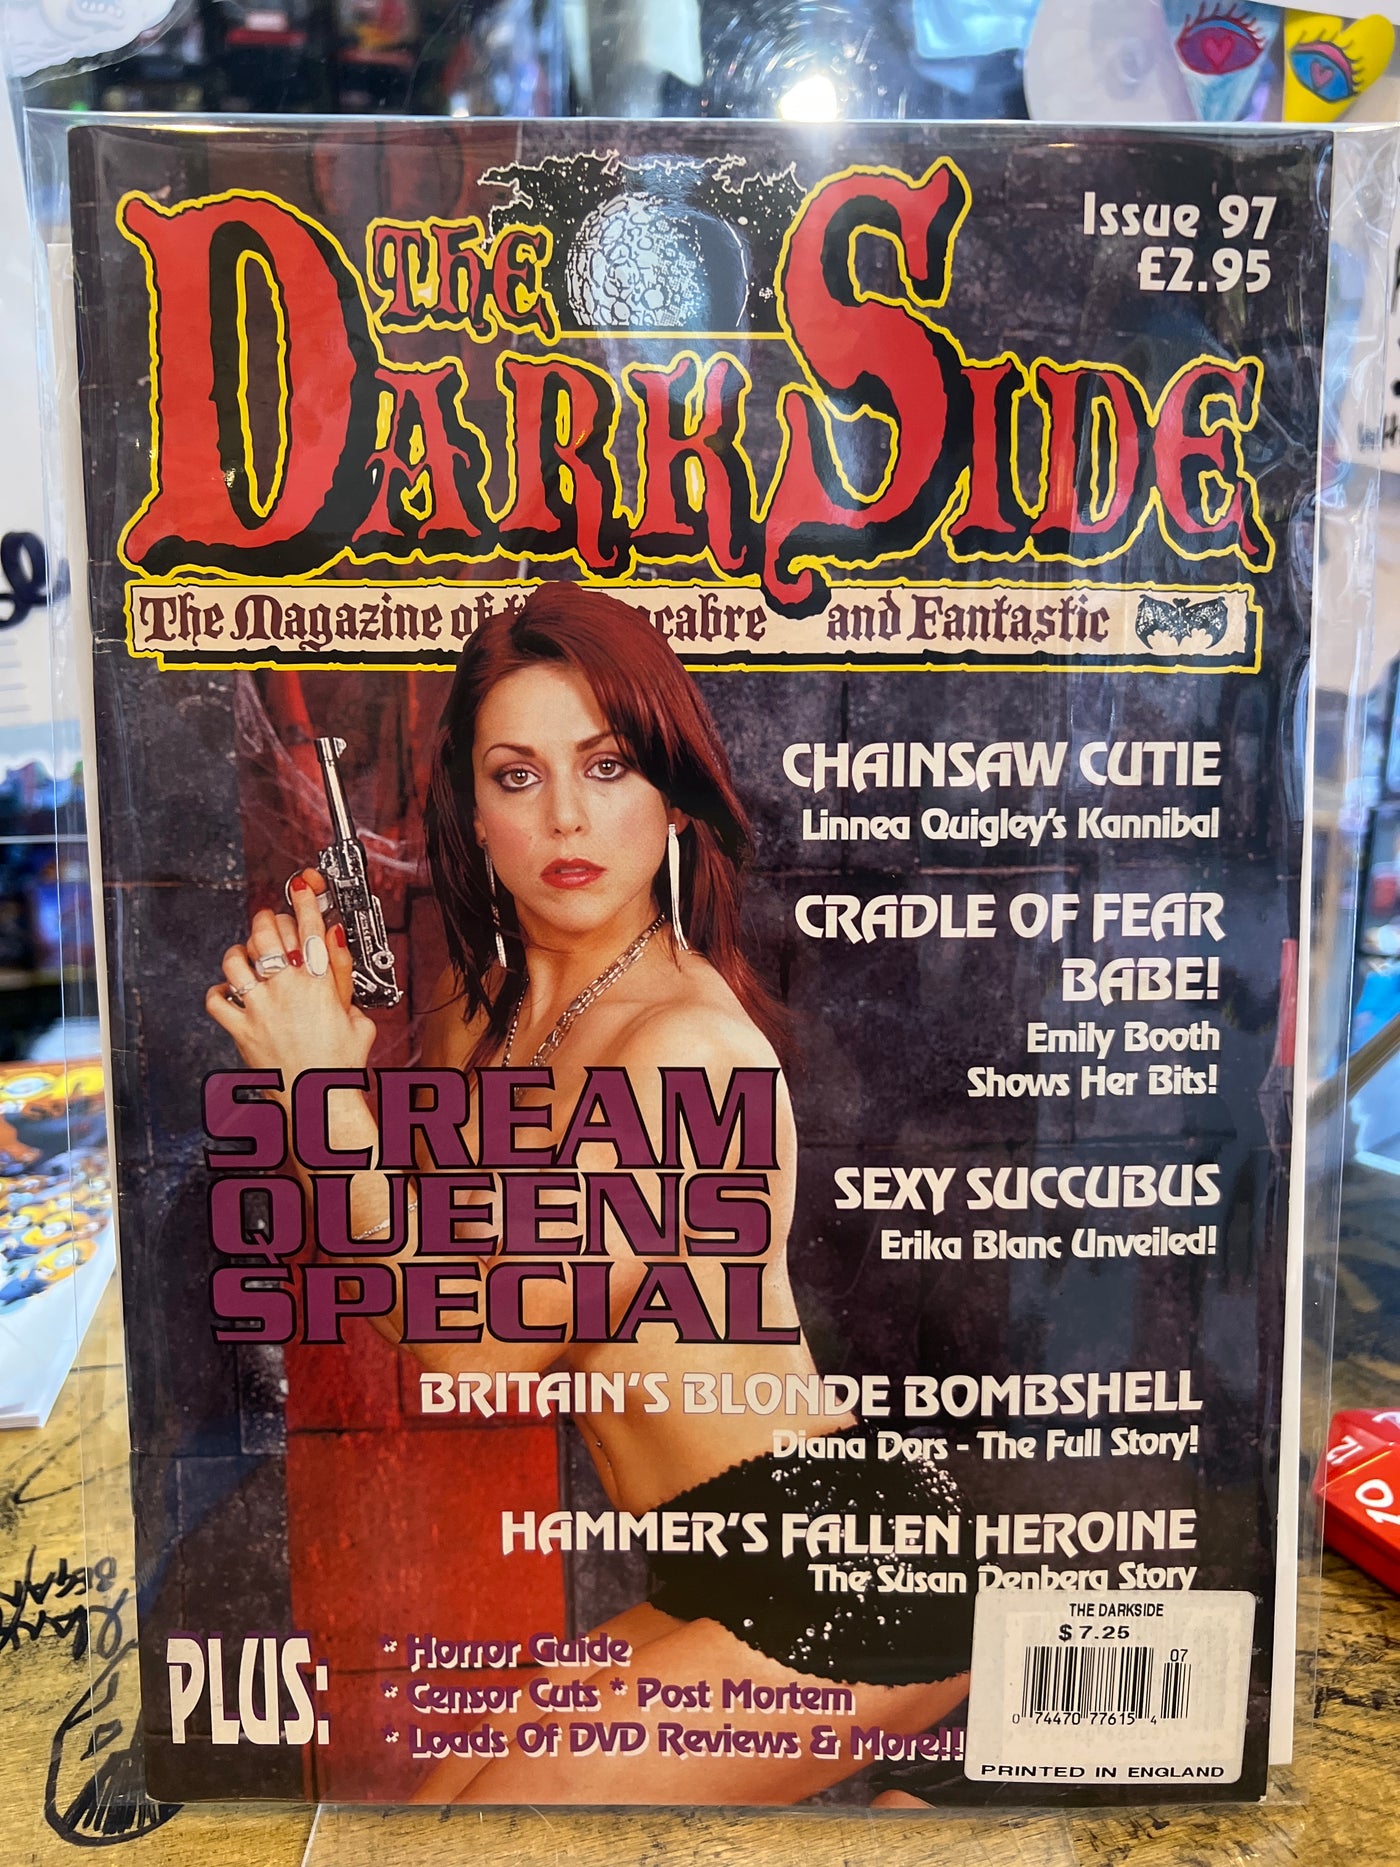 Issue 97
£2.95
The
DarkSide
The Magazine of and Fantastic
CHAINSAW CUTIE
Linnea Quigley's Kannibal
CRADLE OF FEAR
BABE!
Emily Booth
Shows Her Bits!
SCREAM
QUEENS
SPECIAL
SEXY SUCCUBUS
Erika Blanc Unveiled!
BRITAIN'S BLONDE BOMBSHELL
Diana Dors - The Full Story!
HAMMER'S FALLEN HEROINE
The Susan Denberg Story
PLUS:
* Horror Guide
* Censor Cuts * Post Mortem
* Loads Of DVD Reviews & More!!!
THE DARKSIDE
$7.25
07
0 74470 77615 4
PRINTED IN ENGLAND
12
10